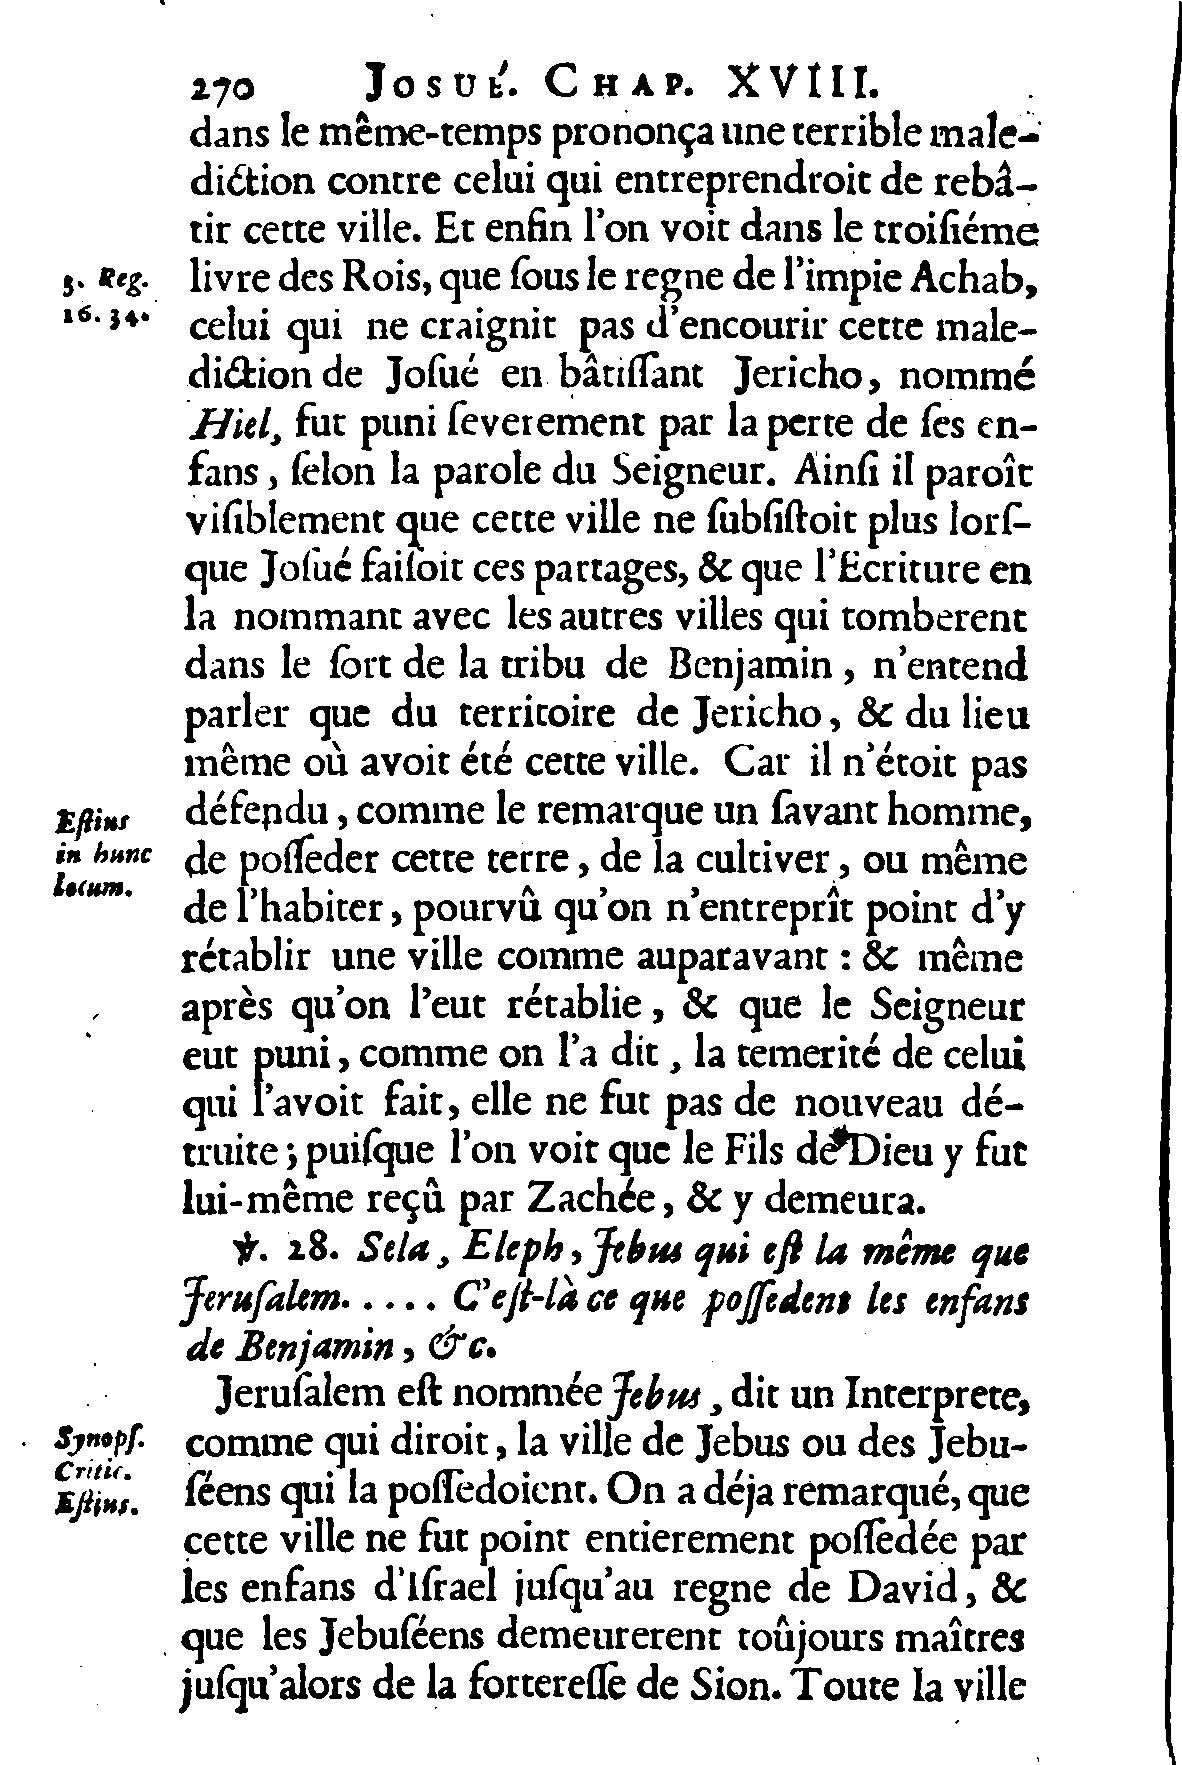 270 JOSUÉ. CHAP. XVIII.
dans le même-temps prononça une terrible male-
diction contre celui qui entreprendroit de rebâ-
tir cette ville. Et enfin l'on voit dans le troiſiéme
3. Reg.
16. 34.
livre des Rois, que ſous le regne de l'impie Achab,
celui qui ne craignit pas d'encourir cette male-
diction de Joſué en bâtiſſant Jericho, nommé
Hiel, fut puni ſeverement par la perte de ſes en-
fans, ſelon la parole du Seigneur. Ainſi il paroît
viſiblement que cette ville ne ſubſiſtoit plus lorſ-
que Joſué faiſoit ces partages, & que l'Ecriture en
la nommant avec les autres villes qui tomberent
dans le ſort de la tribu de Benjamin, n'entend
parler que du territoire de Jericho, & du lieu
même où avoit été cette ville. Car il n'étoit pas
Eſtius
in hunc
locum.
défendu, comme le remarque un ſavant homme,
de poſſeder cette terre, de la cultiver, ou même
de l'habiter, pourvû qu'on n'entreprît point d'y
rétablir une ville comme auparavant : & même
après qu'on l'eut rétablie, & que le Seigneur
eut puni, comme on l'a dit, la temerité de celui
qui l'avoit fait, elle ne fut pas de nouveau dé-
truite; puiſque l'on voit que le Fils de Dieu y fut
lui-même reçû par Zachée, & y demeura.
℣. 28. Sela, Eleph, Jebus qui eſt la même que
Jeruſalem..... C'eſt-là ce que poſſedent les enfans
de Benjamin, &c.
Jeruſalem eſt nommée Jebus, dit un Interprete,
Synopſ.
Critic.
Eſtius.
comme qui diroit, la ville de Jebus ou des Jebu-
ſéens qui la poſſedoient. On a déja remarqué, que
cette ville ne fut point entierement poſſedée par
les enfans d'Iſrael juſqu'au regne de David, &
que les Jebuſéens demeurerent toûjours maîtres
juſqu'alors de la fortereſſe de Sion. Toute la ville